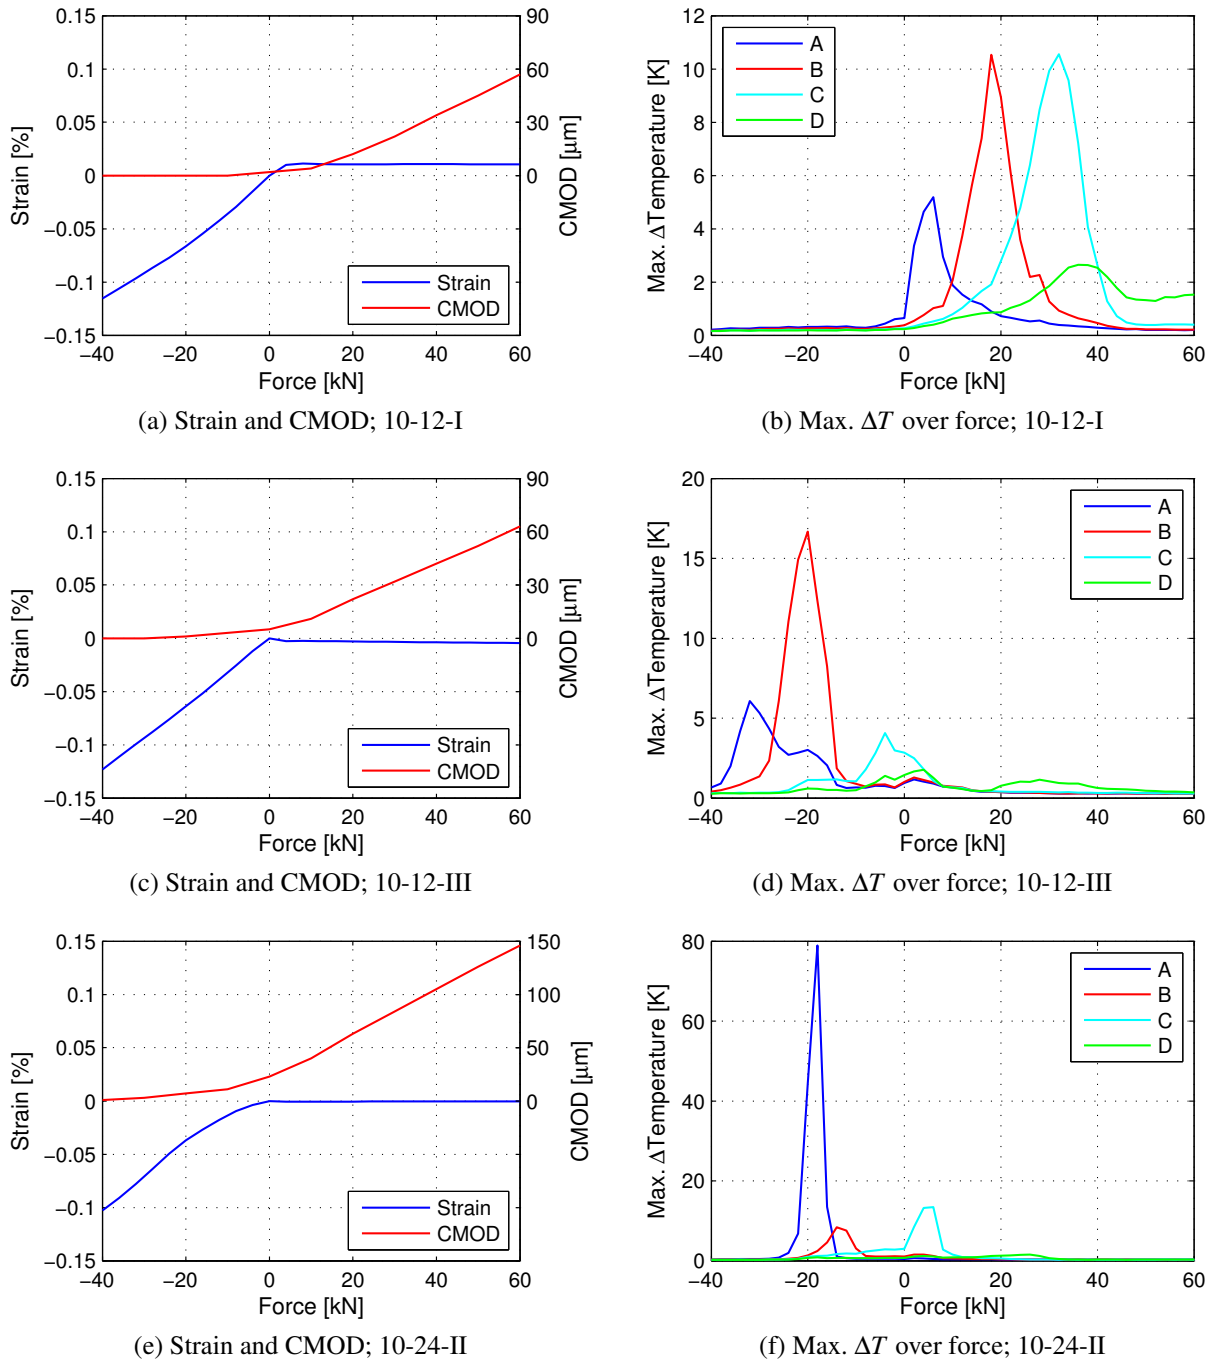 0.15
0.1
0.05
0
−0.05
−0.1
−0.15
Strain [%]
90
60
30
0
CMOD [µm]
Strain
CMOD
−40 −20 0 20 40 60
Force [kN]
(a) Strain and CMOD; 10-12-I
12
10
8
6
4
2
0
Max. ΔTemperature [K]
A
B
C
D
−40 −20 0 20 40 60
Force [kN]
(b) Max. ΔT over force; 10-12-I
0.15
0.1
0.05
0
−0.05
−0.1
−0.15
Strain [%]
90
60
30
0
CMOD [µm]
Strain
CMOD
−40 −20 0 20 40 60
Force [kN]
(c) Strain and CMOD; 10-12-III
20
15
10
5
0
Max. ΔTemperature [K]
A
B
C
D
−40 −20 0 20 40 60
Force [kN]
(d) Max. ΔT over force; 10-12-III
0.15
0.1
0.05
0
−0.05
−0.1
−0.15
Strain [%]
150
100
50
0
CMOD [µm]
Strain
CMOD
−40 −20 0 20 40 60
Force [kN]
(e) Strain and CMOD; 10-24-II
80
60
40
20
0
Max. ΔTemperature [K]
A
B
C
D
−40 −20 0 20 40 60
Force [kN]
(f) Max. ΔT over force; 10-24-II